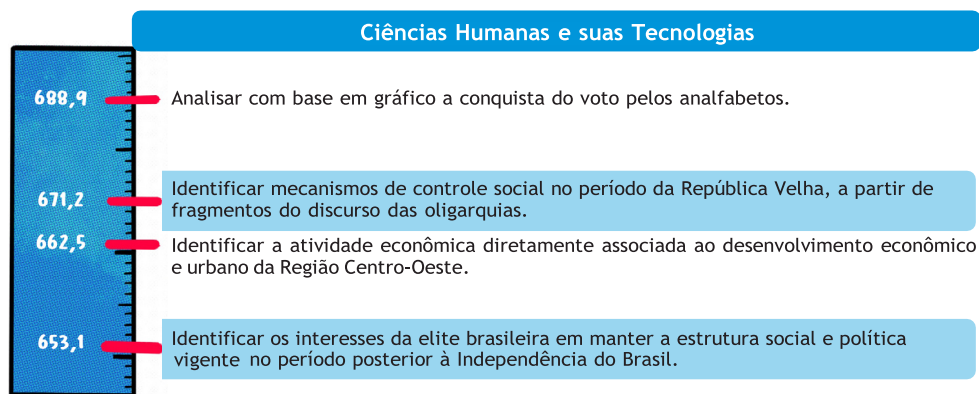 Ciências Humanas e suas Tecnologias
688,9 Analisar com base em gráfico a conquista do voto pelos analfabetos.
671,2 Identificar mecanismos de controle social no período da República Velha, a partir de
fragmentos do discurso das oligarquias.
662,5 Identificar a atividade econômica diretamente associada ao desenvolvimento econômico
e urbano da Região Centro-Oeste.
653,1 Identificar os interesses da elite brasileira em manter a estrutura social e política
vigente no período posterior à Independência do Brasil.